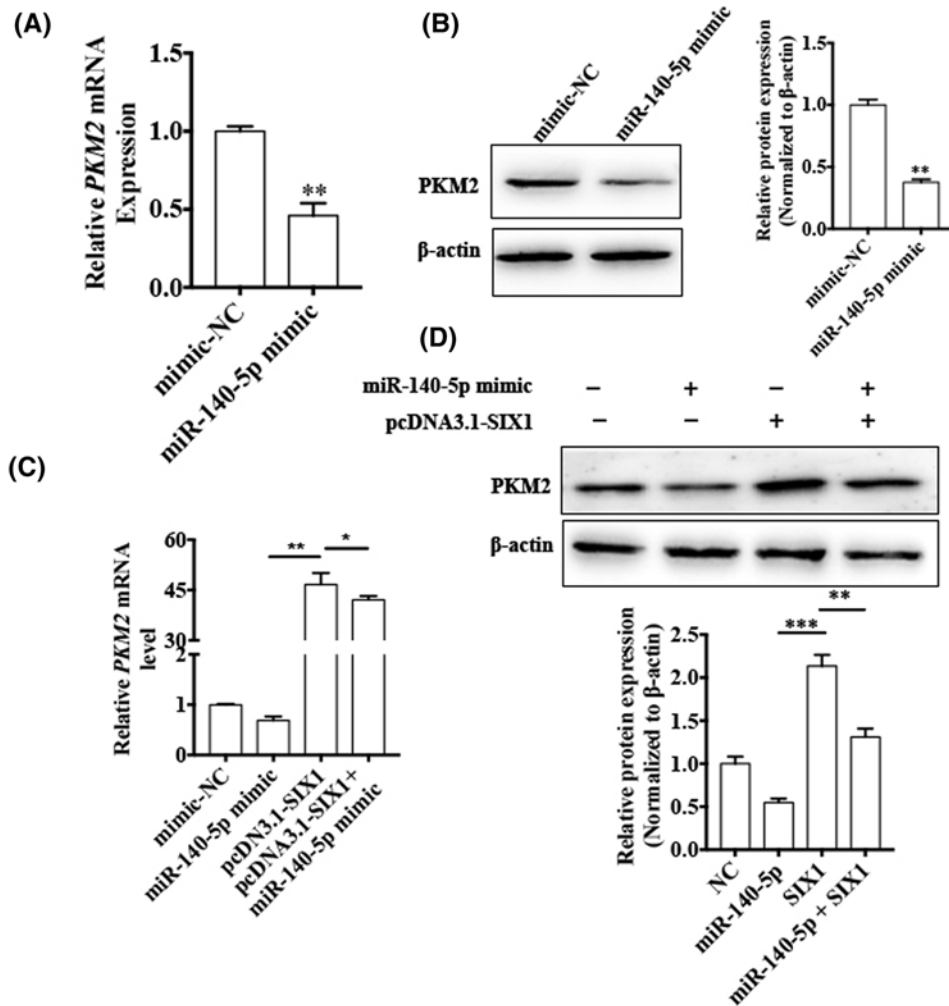 (A)
Relative PKM2 mRNA
Expression
1.5
1.0
0.5
0.0
**
mimic-NC
miR-140-5p mimic
(B)
mimic-NC
miR-140-5p mimic
PKM2
β-actin
Relative protein expression
(Normalized to β-actin)
1.5
1.0
0.5
0.0
**
mimic-NC
miR-140-5p mimic
(C)
Relative PKM2 mRNA
level
60
45
30
2
1
0
**
*
mimic-NC
miR-140-5p mimic
pcDN3.1-SIX1
pcDNA3.1-SIX1+
miR-140-5p mimic
(D)
miR-140-5p mimic – + – +
pcDNA3.1-SIX1 – – + +
PKM2
β-actin
Relative protein expression
(Normalized to β-actin)
2.5
2.0
1.5
1.0
0.5
0.0
***
**
NC
miR-140-5p
SIX1
miR-140-5p + SIX1